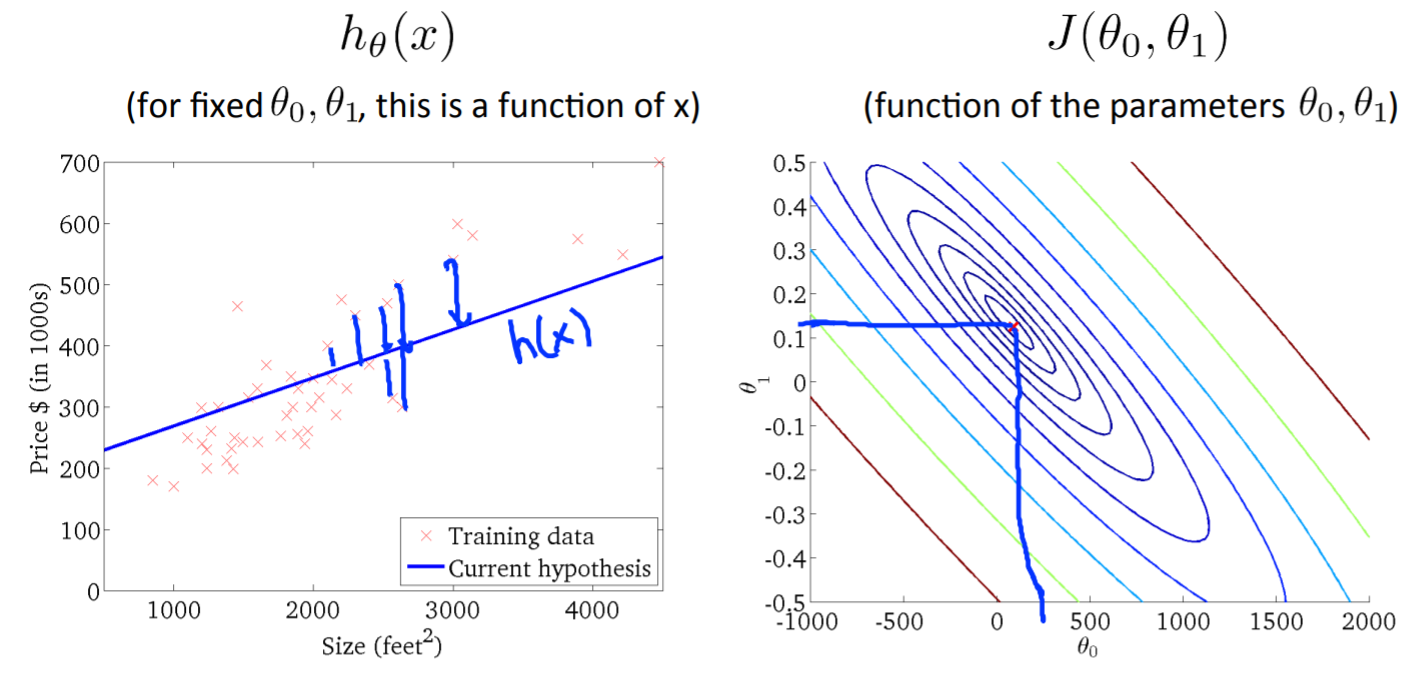 hθ(x)
(for fixed θ0, θ1, this is a function of x)
700
600
500
400
300
200
100
0
Price $ (in 1000s)
1000 2000 3000 4000
Size (feet²)
h(x)
Training data
Current hypothesis
J(θ0, θ1)
(function of the parameters θ0, θ1)
0.5
0.4
0.3
0.2
0.1
0
-0.1
-0.2
-0.3
-0.4
-0.5
θ1
-1000 -500 0 500 1000 1500 2000
θ0